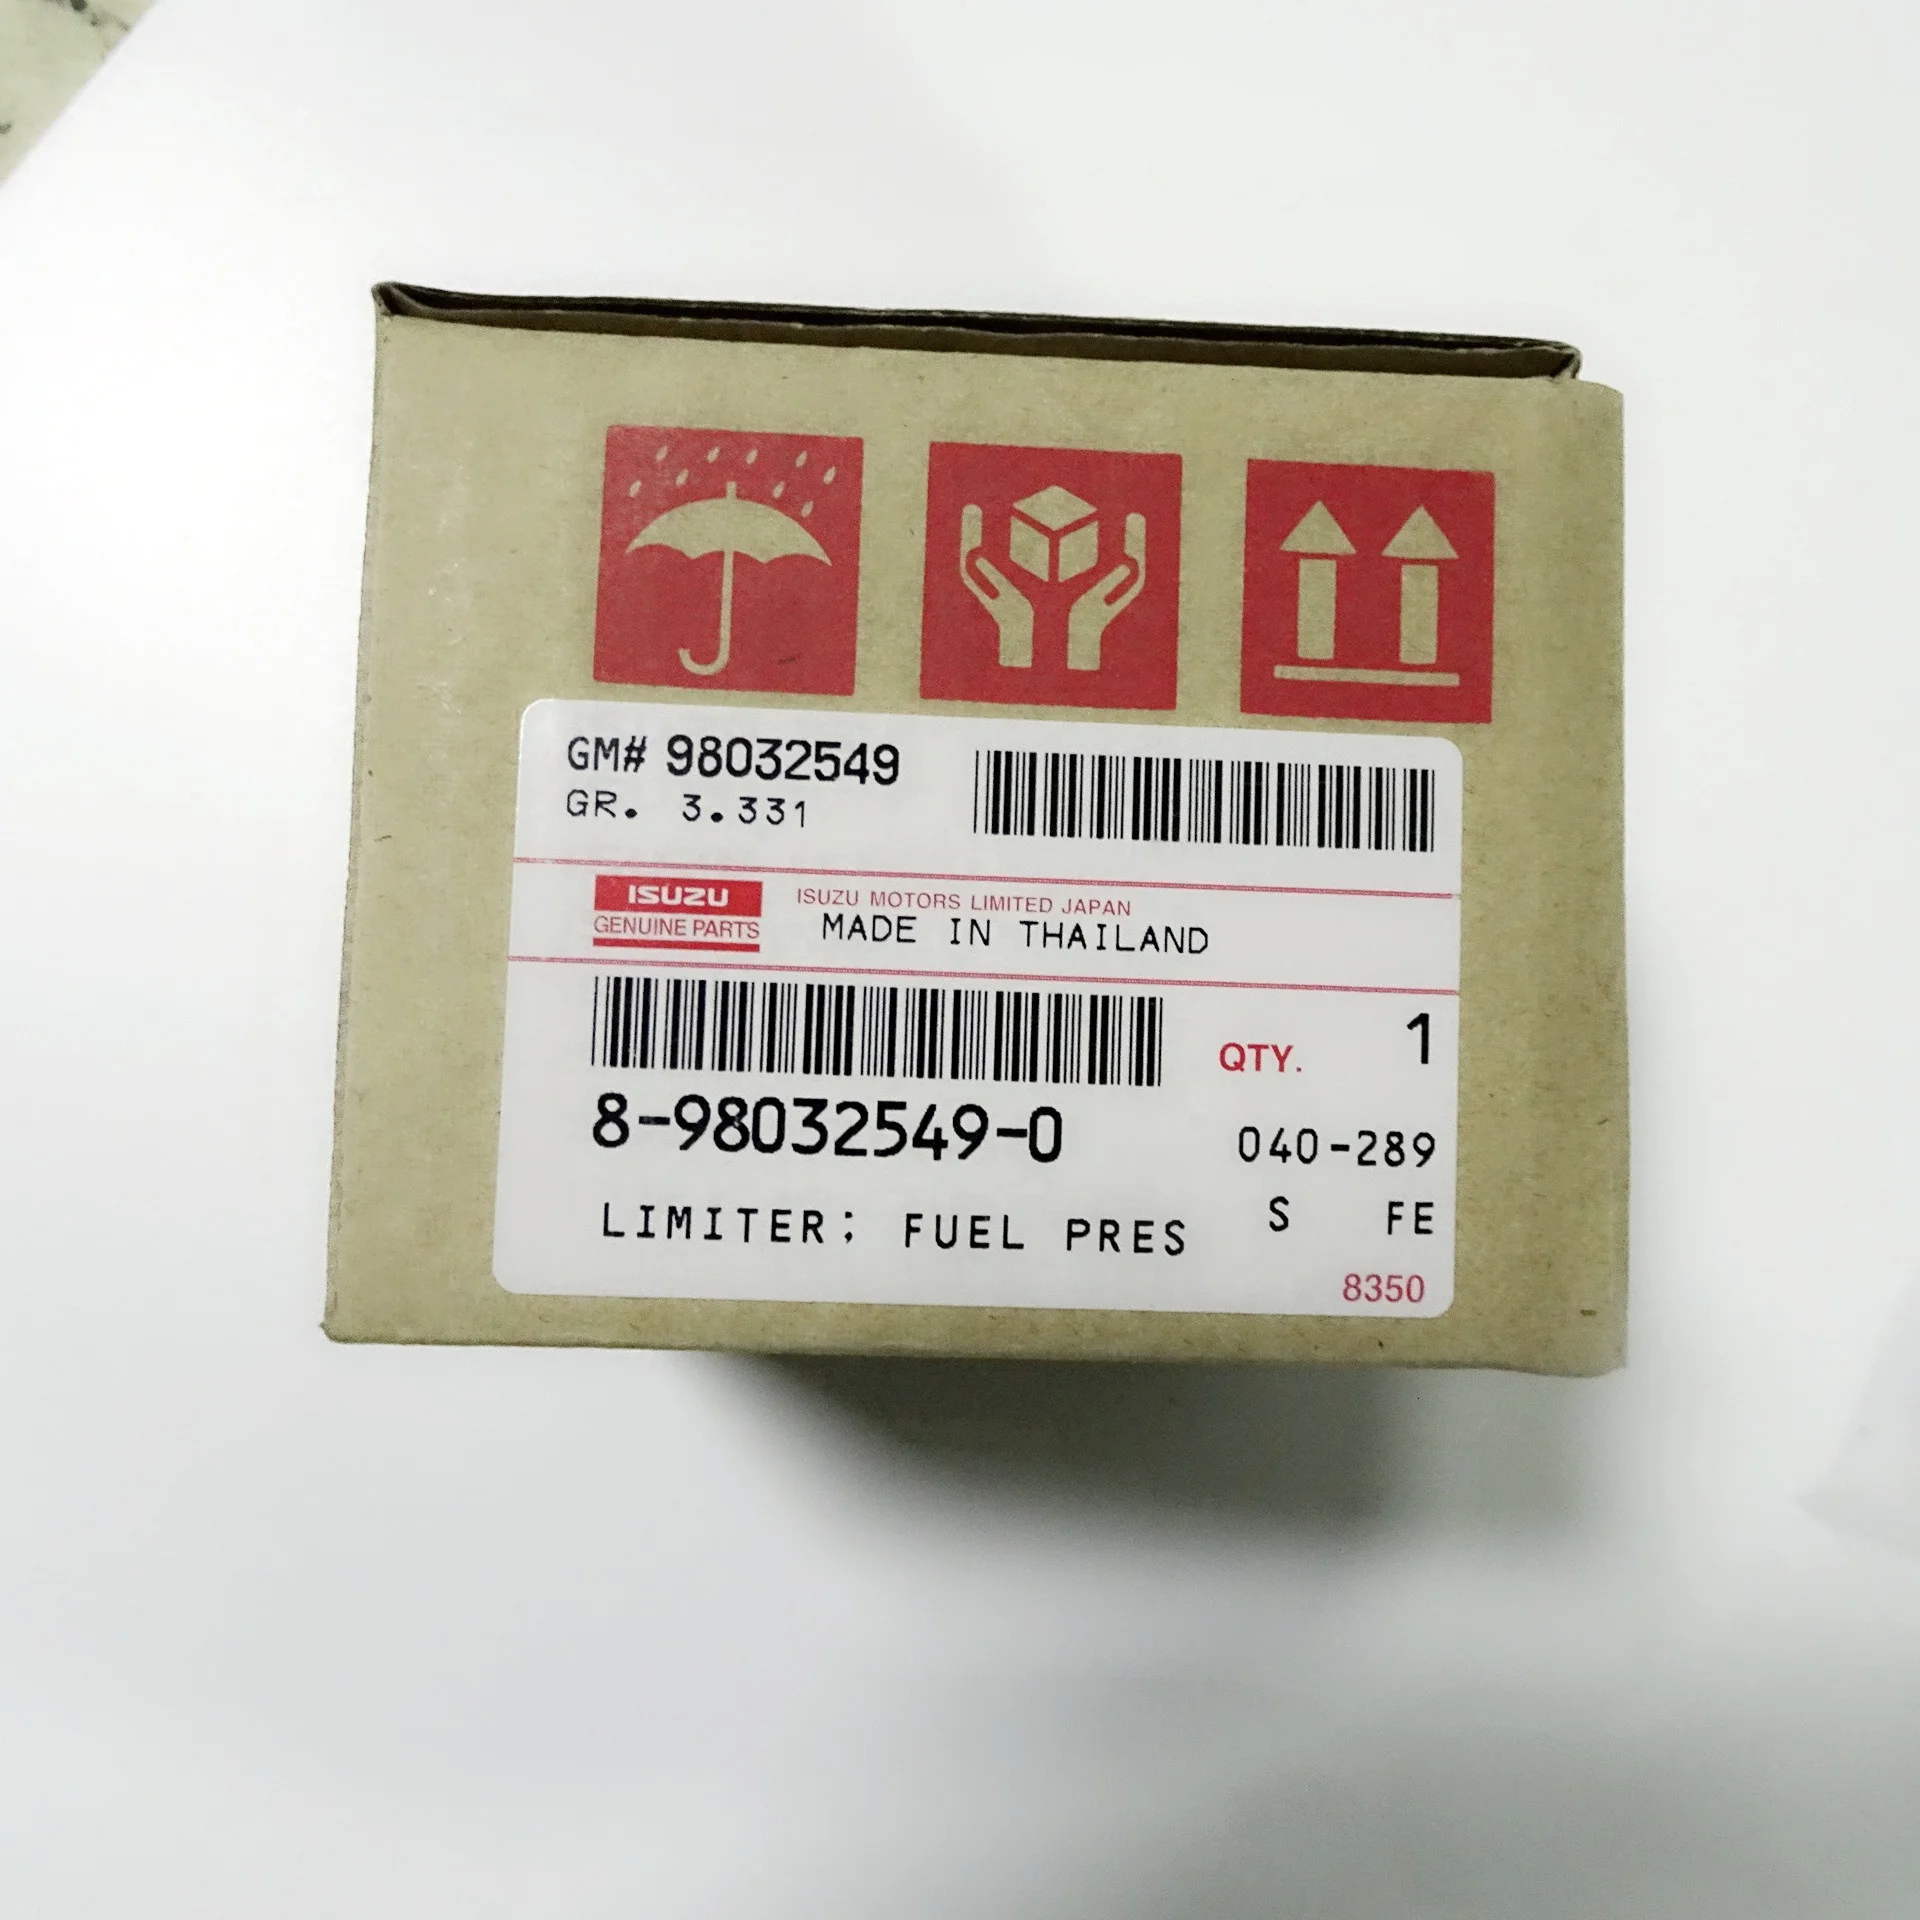 GM# 98032549
GR. 3.331
ISUZU
GENUINE PARTS
ISUZU MOTORS LIMITED JAPAN
MADE IN THAILAND
QTY. 1
8-98032549-0
040-289
LIMITER; FUEL PRES
S FE
8350